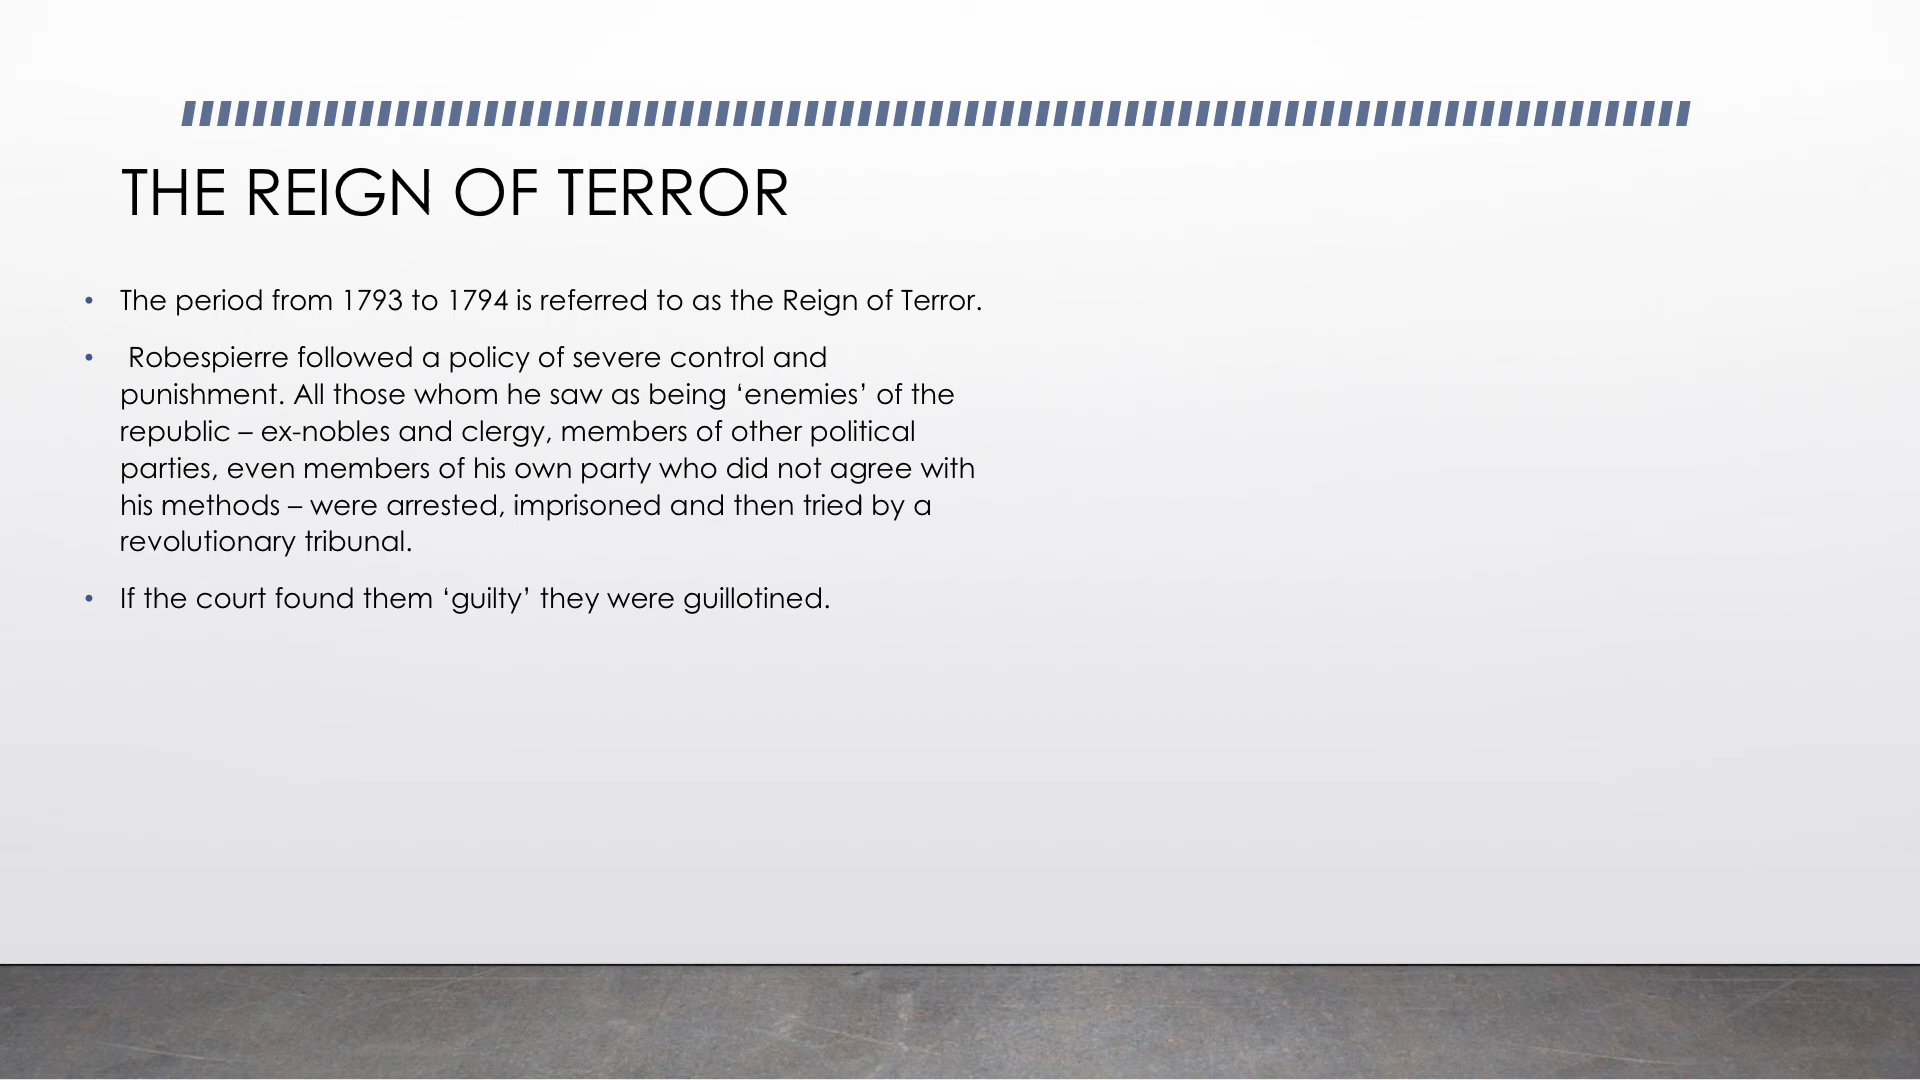 THE REIGN OF TERROR
• The period from 1793 to 1794 is referred to as the Reign of Terror.
• Robespierre followed a policy of severe control and
punishment. All those whom he saw as being ‘enemies’ of the
republic – ex-nobles and clergy, members of other political
parties, even members of his own party who did not agree with
his methods – were arrested, imprisoned and then tried by a
revolutionary tribunal.
• If the court found them ‘guilty’ they were guillotined.